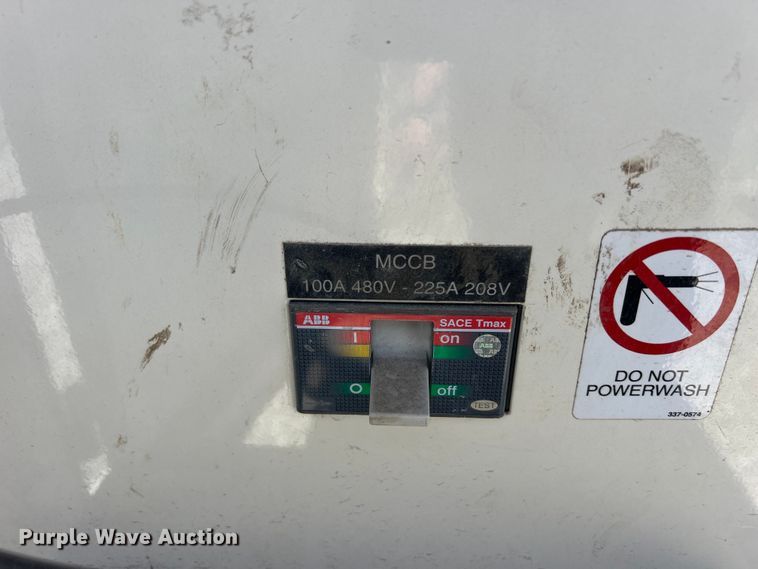 MCCB
100A 480V - 225A 208V
ABB SACE Tmax
I on
ABB
O off
TEST
DO NOT
POWERWASH
337-0574
Purple Wave Auction